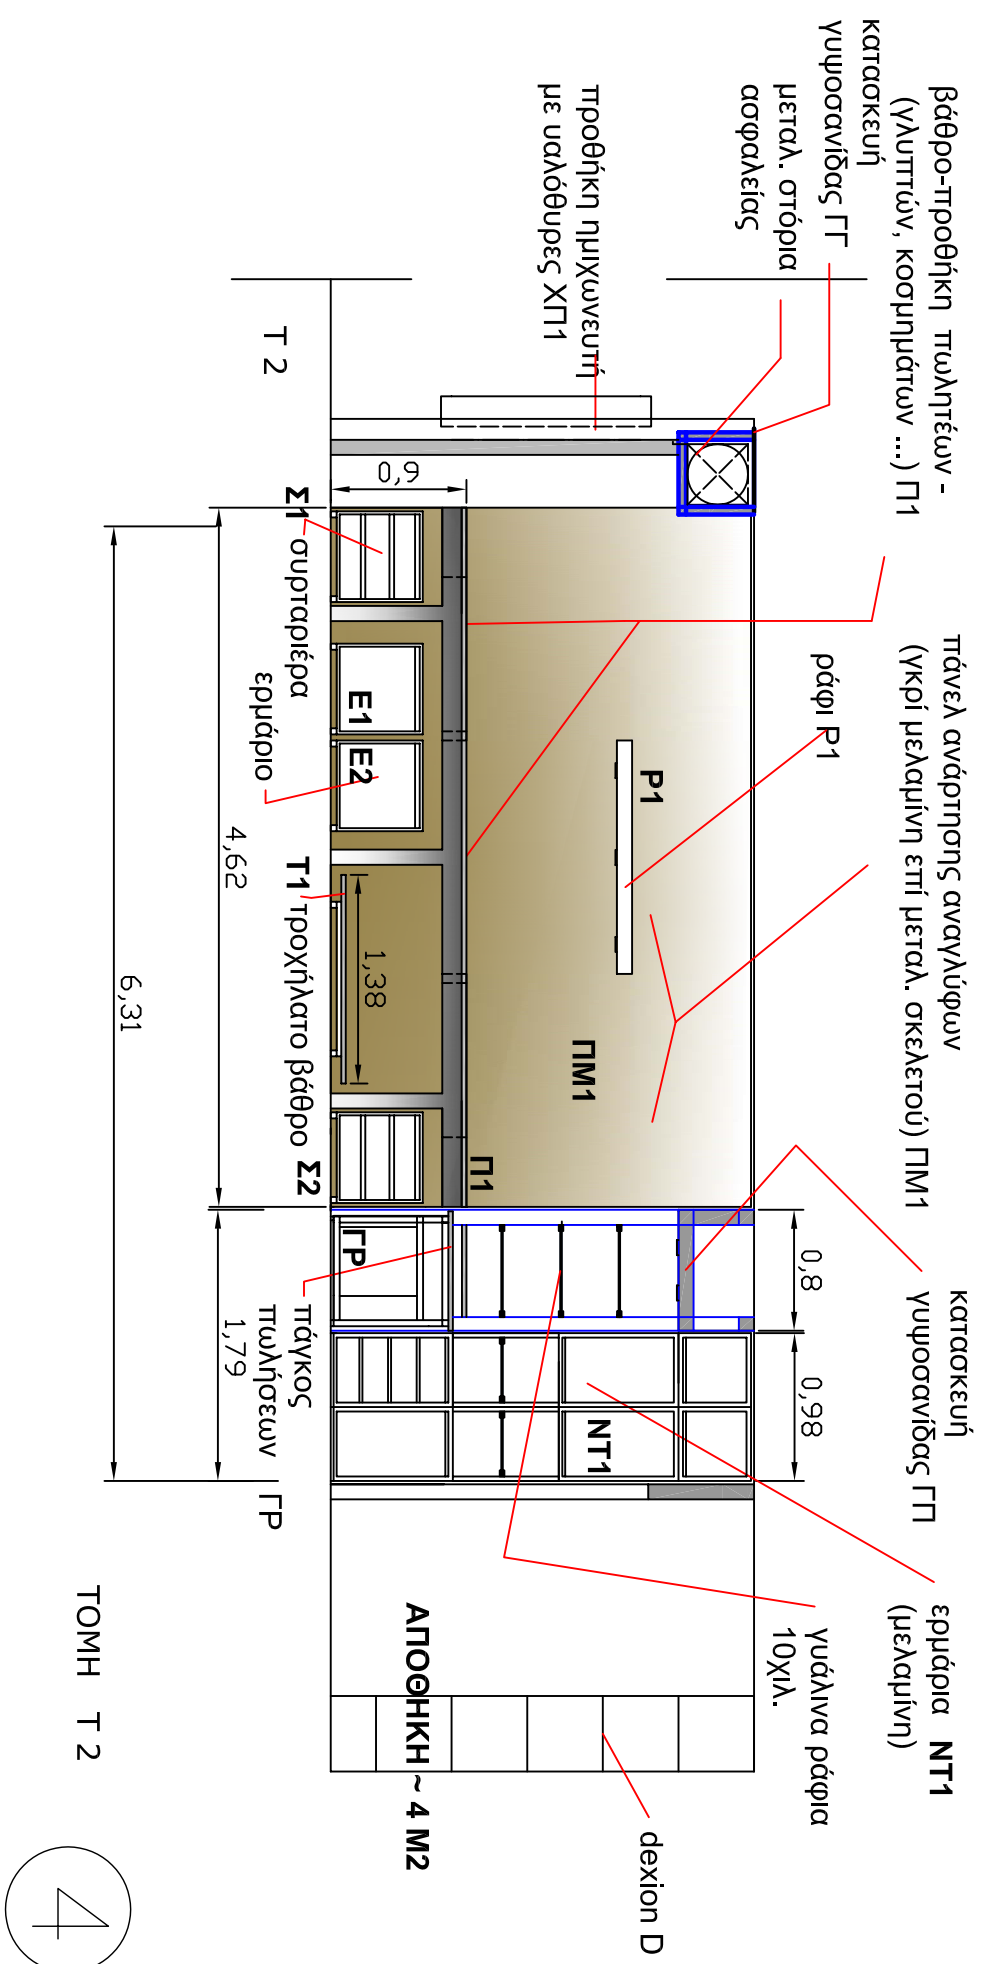 βάθρο-προθήκη πωλητέων -
(γλυπτών, κοσμημάτων ...) Π1
κατασκευή
γυψοσανίδας ΓΓ
μεταλ. στόρια
ασφαλείας
προθήκη ημιχωνευτή
με υαλόθυρες ΧΠ1
πάνελ ανάρτησης αναγλύφων
(γκρί μελαμίνη επί μεταλ. σκελετού) ΠΜ1
ράφι Ρ1
κατασκευή
γυψοσανίδας ΓΠ
ερμάρια ΝΤ1
(μελαμίνη)
γυάλινα ράφια
10χιλ.
dexion D
Ρ1
ΠΜ1
Π1
0,8
0,98
0,9
Τ 2
Σ1 συρταριέρα
Ε1
Ε2
ερμάριο
Τ1 τροχήλατο βάθρο
1,38
Σ2
ΓΡ
ΝΤ1
πάγκος
πωλήσεων ΓΡ
ΑΠΟΘΗΚΗ ~ 4 Μ2
4,62
1,79
6,31
ΤΟΜΗ Τ 2
4